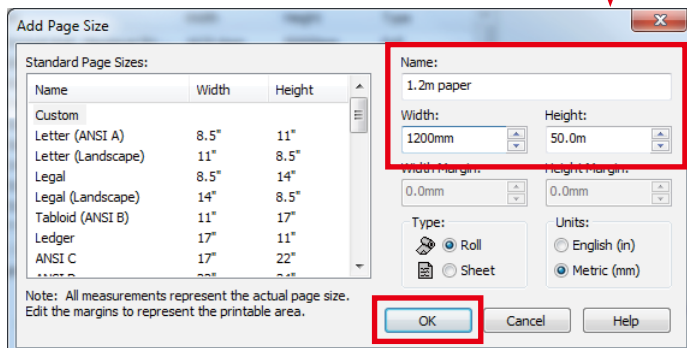 Add Page Size
Standard Page Sizes:
Name Width Height
Custom
Letter (ANSI A) 8.5" 11"
Letter (Landscape) 11" 8.5"
Legal 8.5" 14"
Legal (Landscape) 14" 8.5"
Tabloid (ANSI B) 11" 17"
Ledger 17" 11"
ANSI C 17" 22"
Note: All measurements represent the actual page size.
Edit the margins to represent the printable area.
Name:
1.2m paper
Width: Height:
1200mm 50.0m
Width Margin: Height Margin:
0.0mm 0.0mm
Type: Units:
Roll English (in)
Sheet Metric (mm)
OK Cancel Help